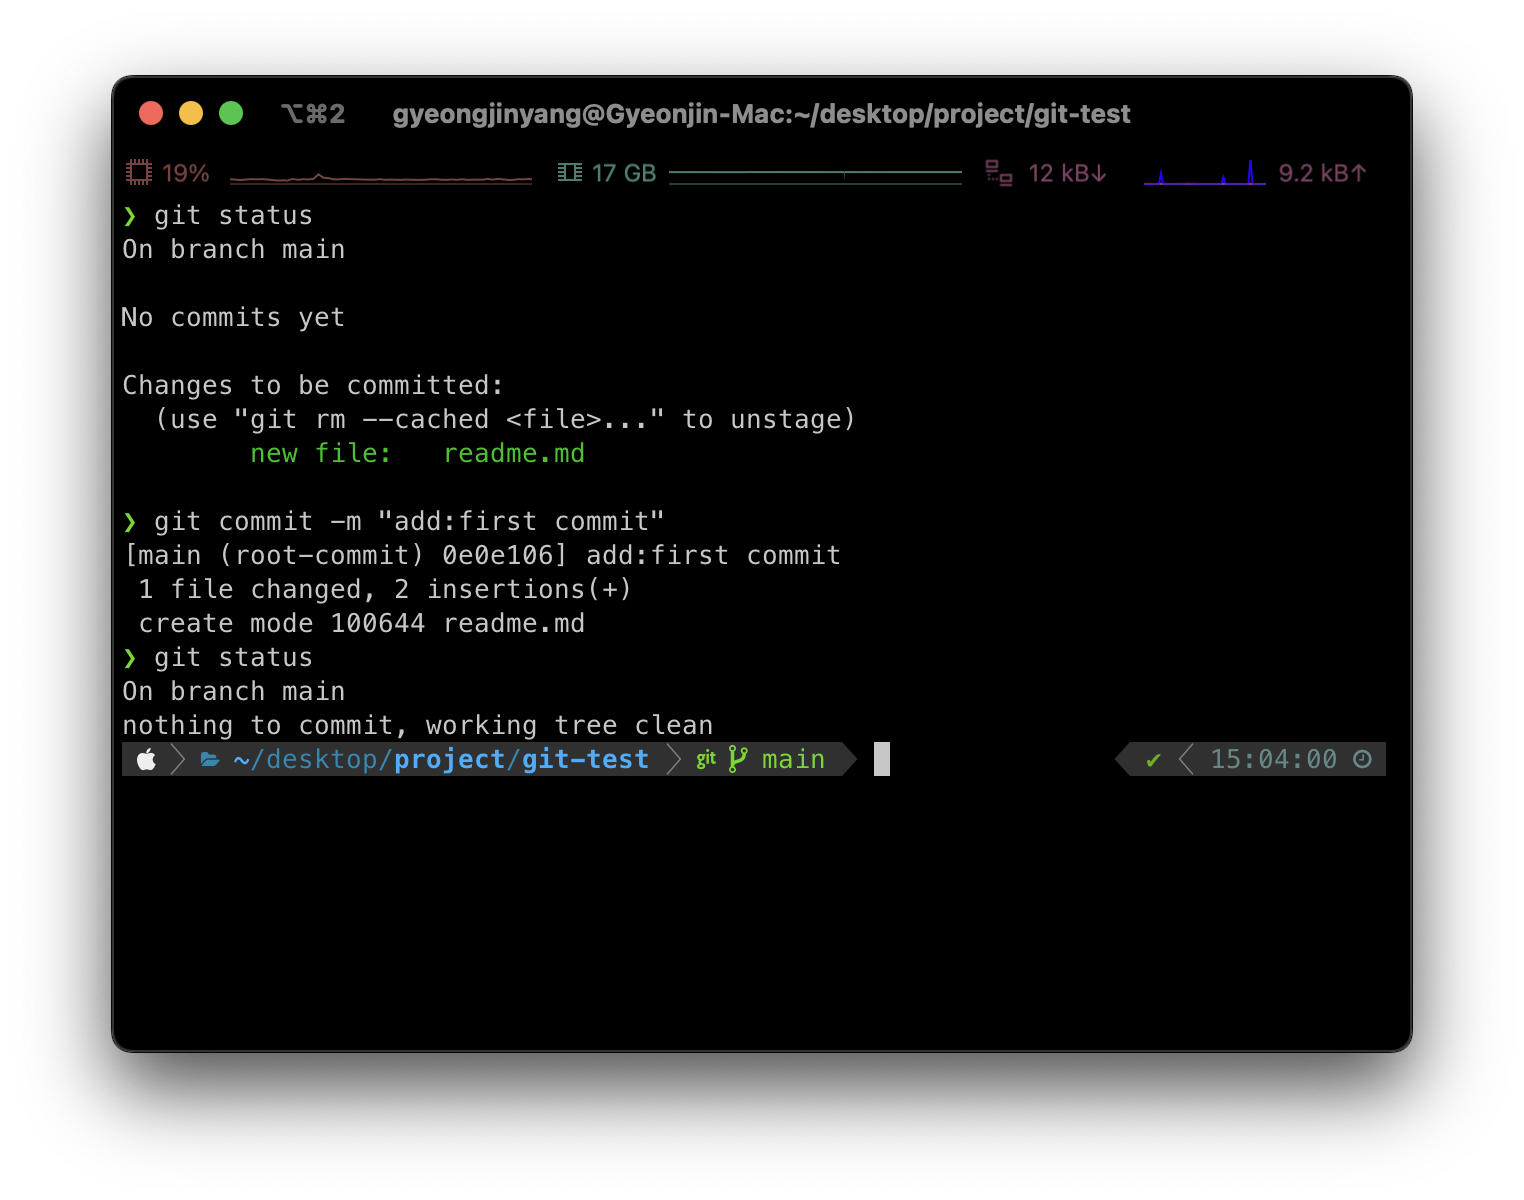 ⌥⌘2 gyeongjinyang@Gyeonjin-Mac:~/desktop/project/git-test
19% 17 GB 12 kB↓ 9.2 kB↑
❯ git status
On branch main
No commits yet
Changes to be committed:
(use "git rm --cached <file>..." to unstage)
new file: readme.md
❯ git commit -m "add:first commit"
[main (root-commit) 0e0e106] add:first commit
1 file changed, 2 insertions(+)
create mode 100644 readme.md
❯ git status
On branch main
nothing to commit, working tree clean
~/desktop/project/git-test git main ✔ 15:04:00